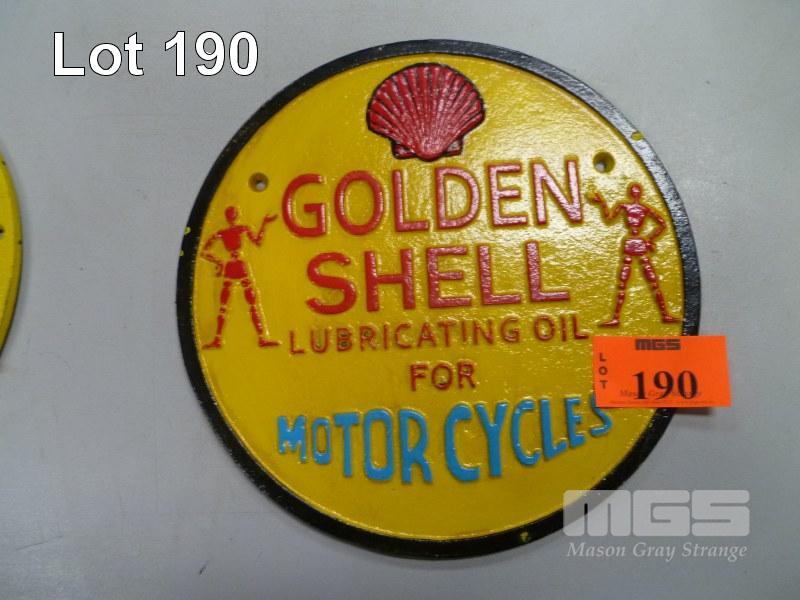 Lot 190
GOLDEN
SHELL
LUBRICATING OIL
FOR
MOTOR CYCLES
MGS
LOT
190
MGS
Mason Gray Strange